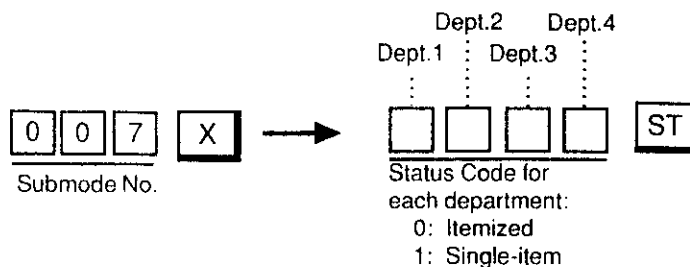 Dept.2 Dept.4
Dept.1 Dept.3
0 0 7 X ST
Submode No.
Status Code for
each department:
0: Itemized
1: Single-item